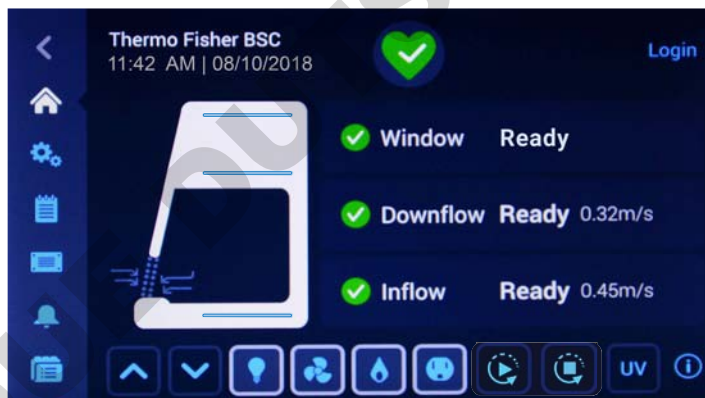 Thermo Fisher BSC
11:42 AM | 08/10/2018
Login
Window Ready
Downflow Ready 0.32m/s
Inflow Ready 0.45m/s
UV